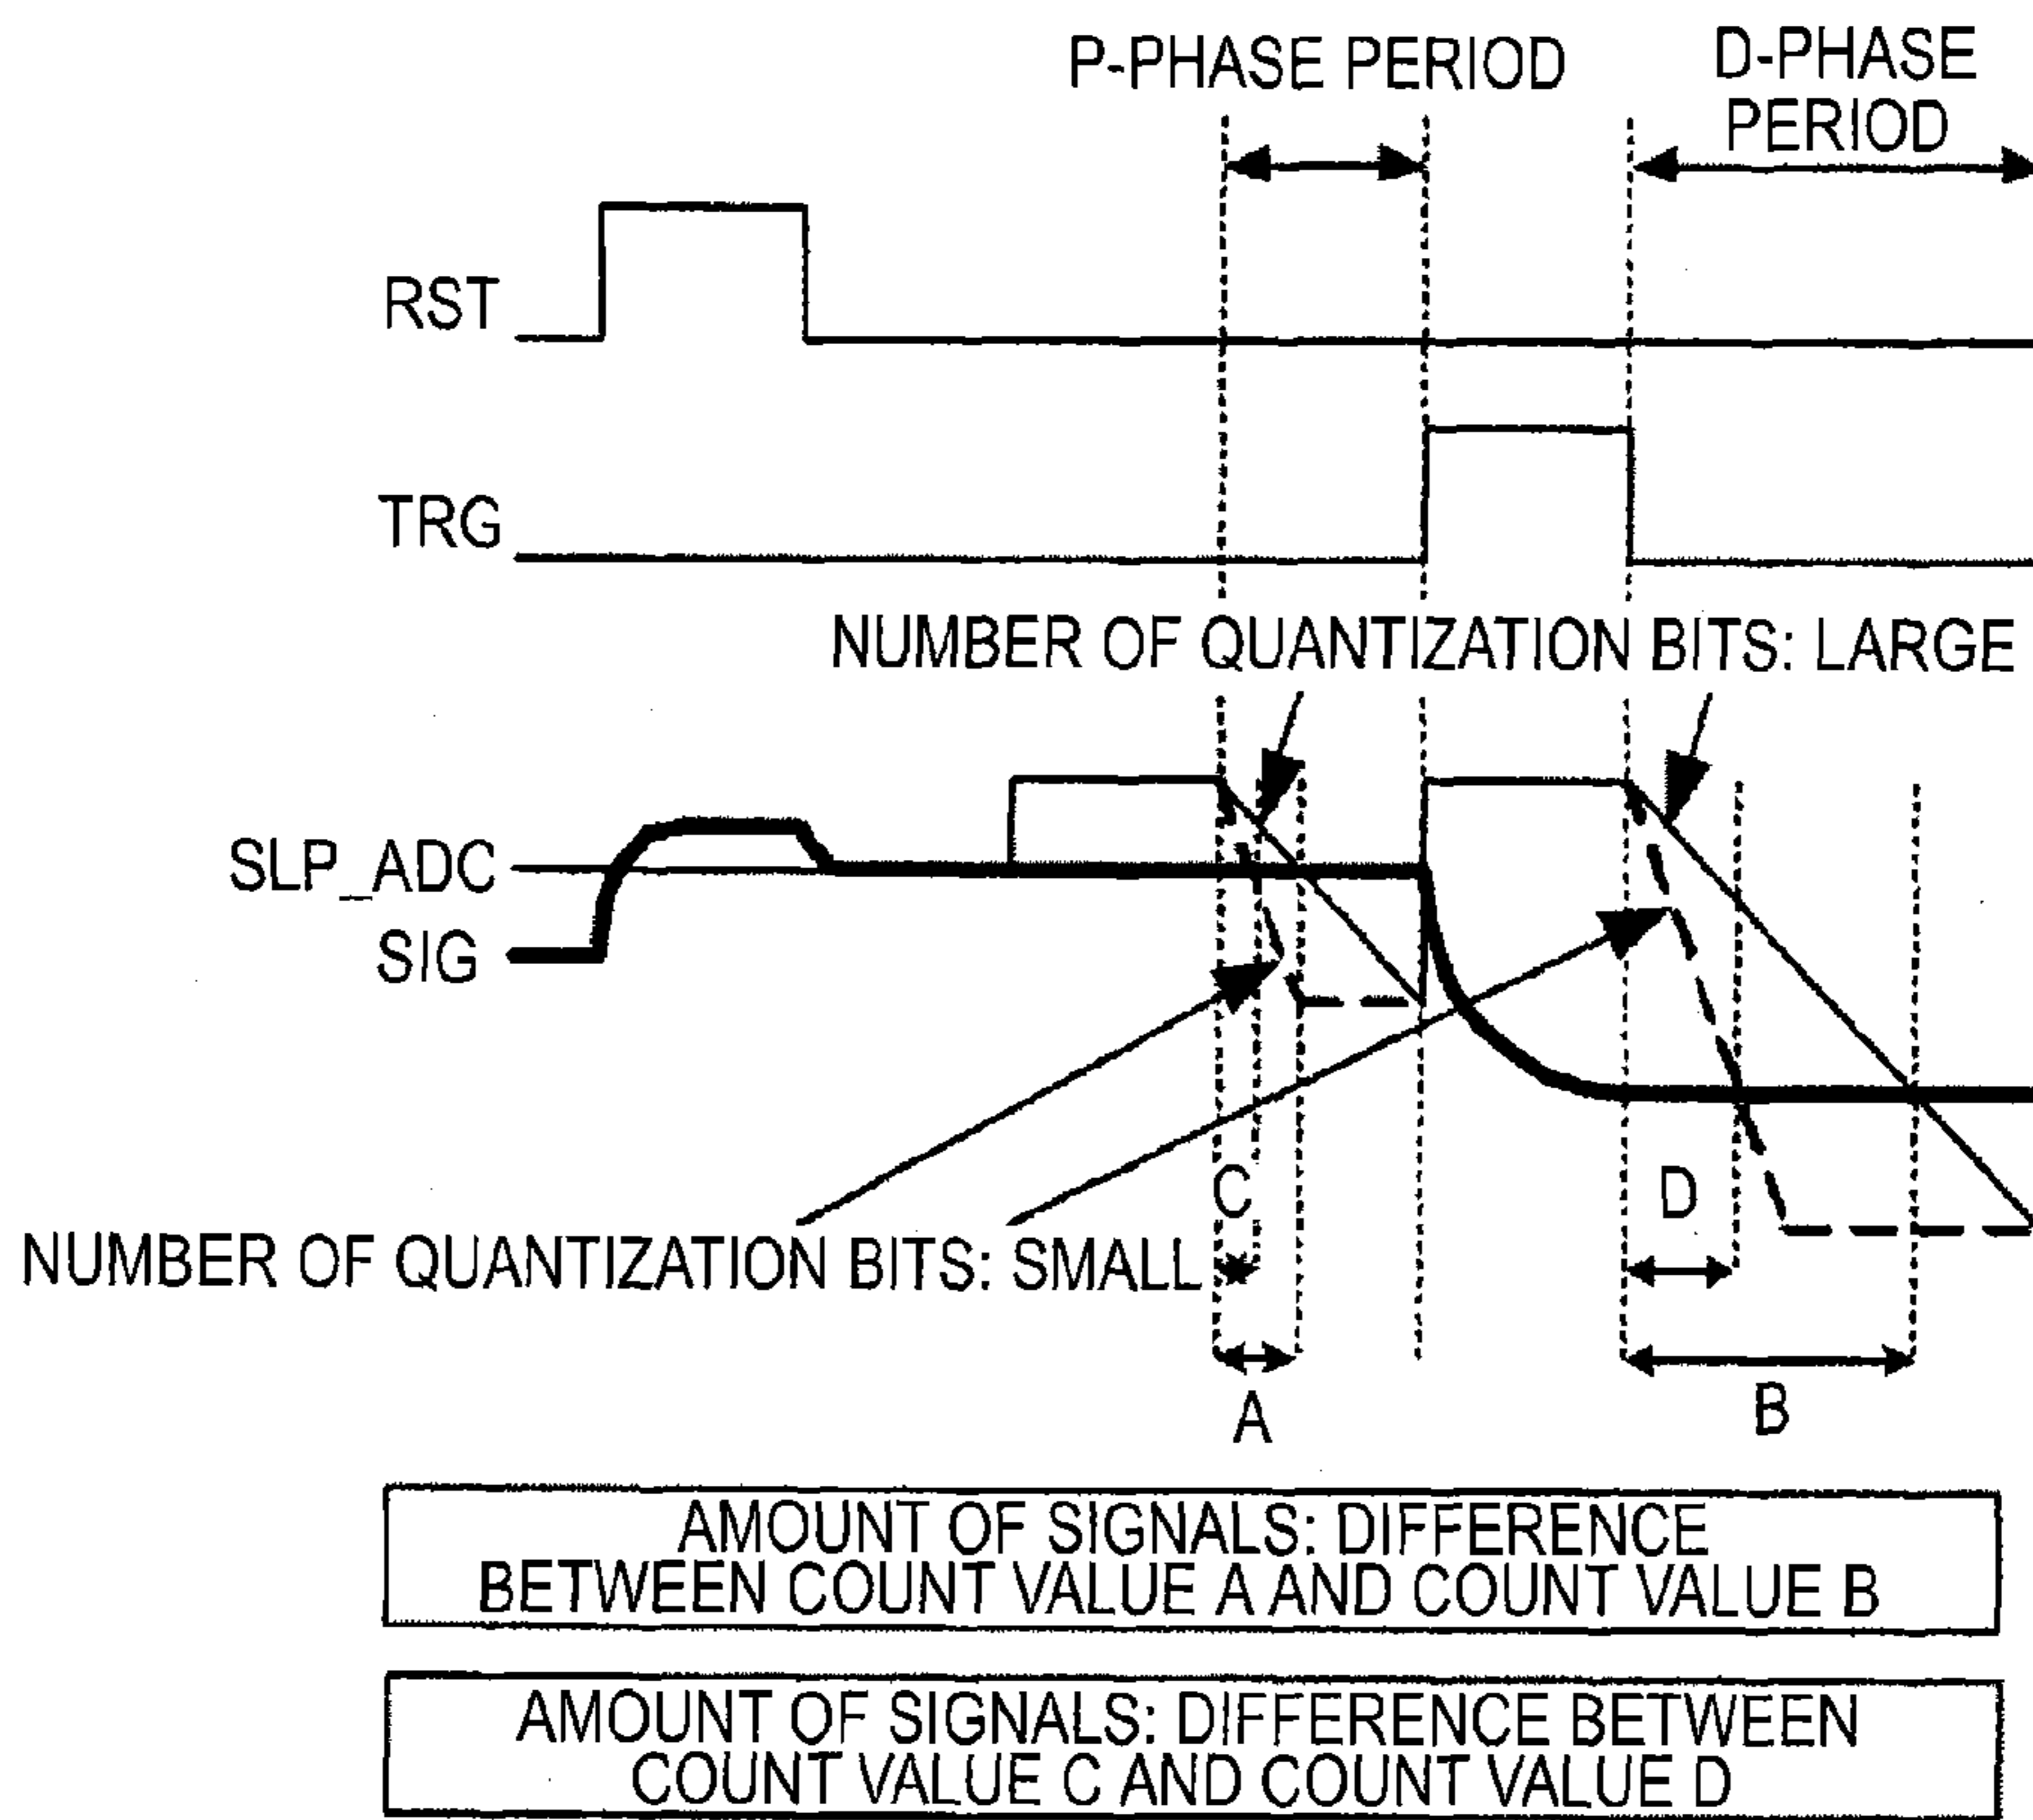 P-PHASE PERIOD
D-PHASE
PERIOD
RST
TRG
NUMBER OF QUANTIZATION BITS: LARGE
SLP_ADC
SIG
C
D
NUMBER OF QUANTIZATION BITS: SMALL
A
B
AMOUNT OF SIGNALS: DIFFERENCE
BETWEEN COUNT VALUE A AND COUNT VALUE B
AMOUNT OF SIGNALS: DIFFERENCE BETWEEN
COUNT VALUE C AND COUNT VALUE D